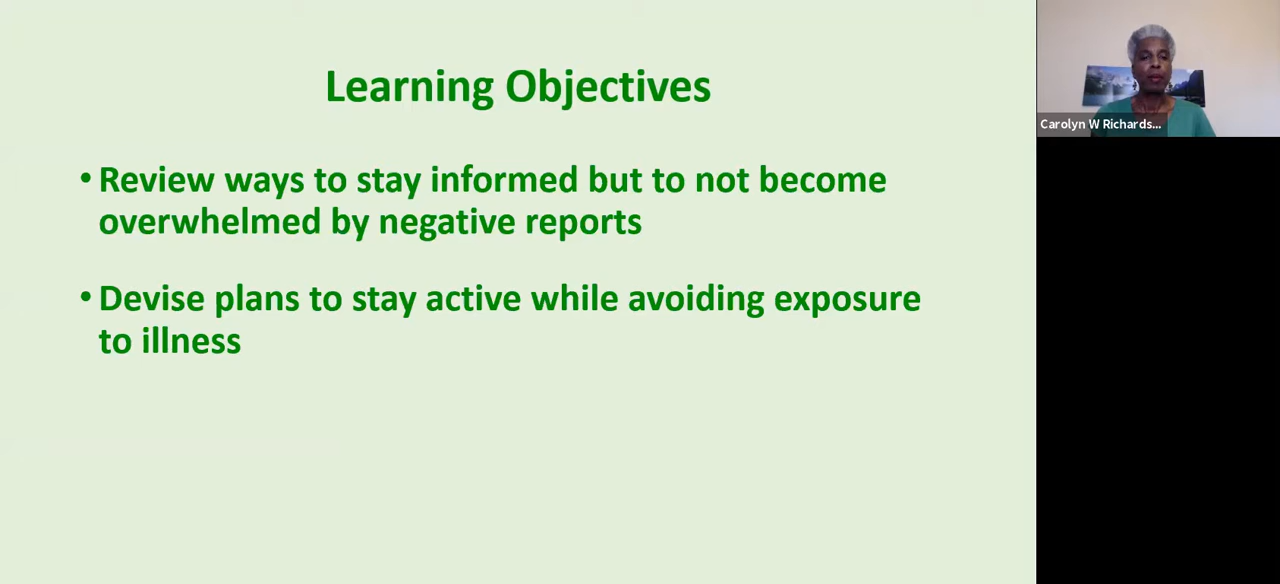 Learning Objectives
• Review ways to stay informed but to not become
overwhelmed by negative reports
• Devise plans to stay active while avoiding exposure
to illness
Carolyn W Richards...